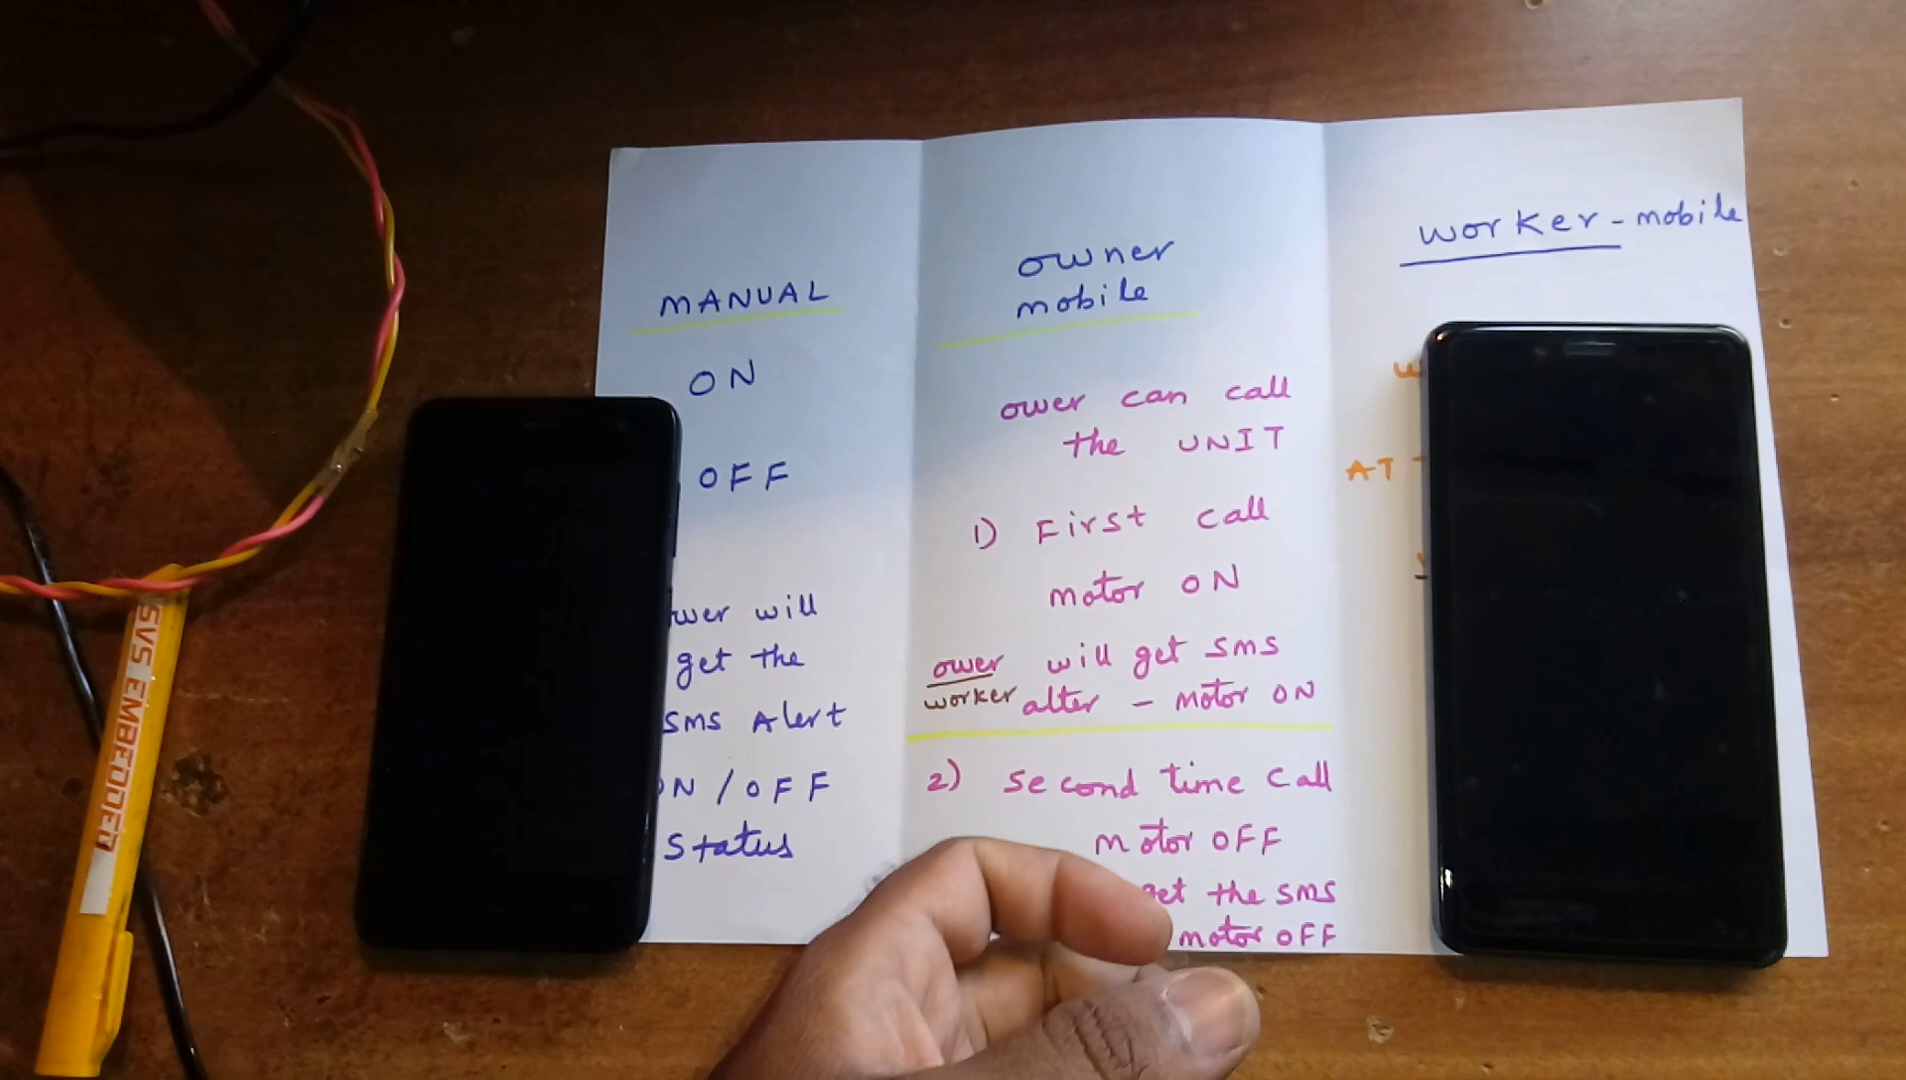 MANUAL
ON
OFF
will
get the
SMS Alert
/ OFF
Status
owner
mobile
ower can call
the UNIT
1) First call
motor ON
ower will get sms
worker alter - motor ON
2) second time call
motor OFF
get the sms
motor OFF
worker - mobile
AT
SVS EMBEDDED